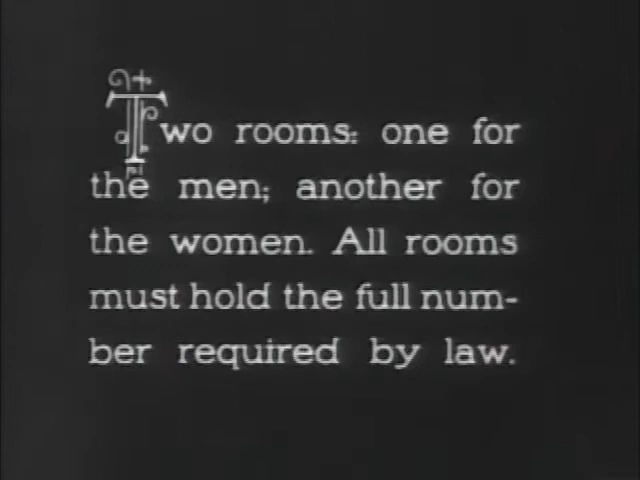 Two rooms: one for
the men; another for
the women. All rooms
must hold the full num-
ber required by law.